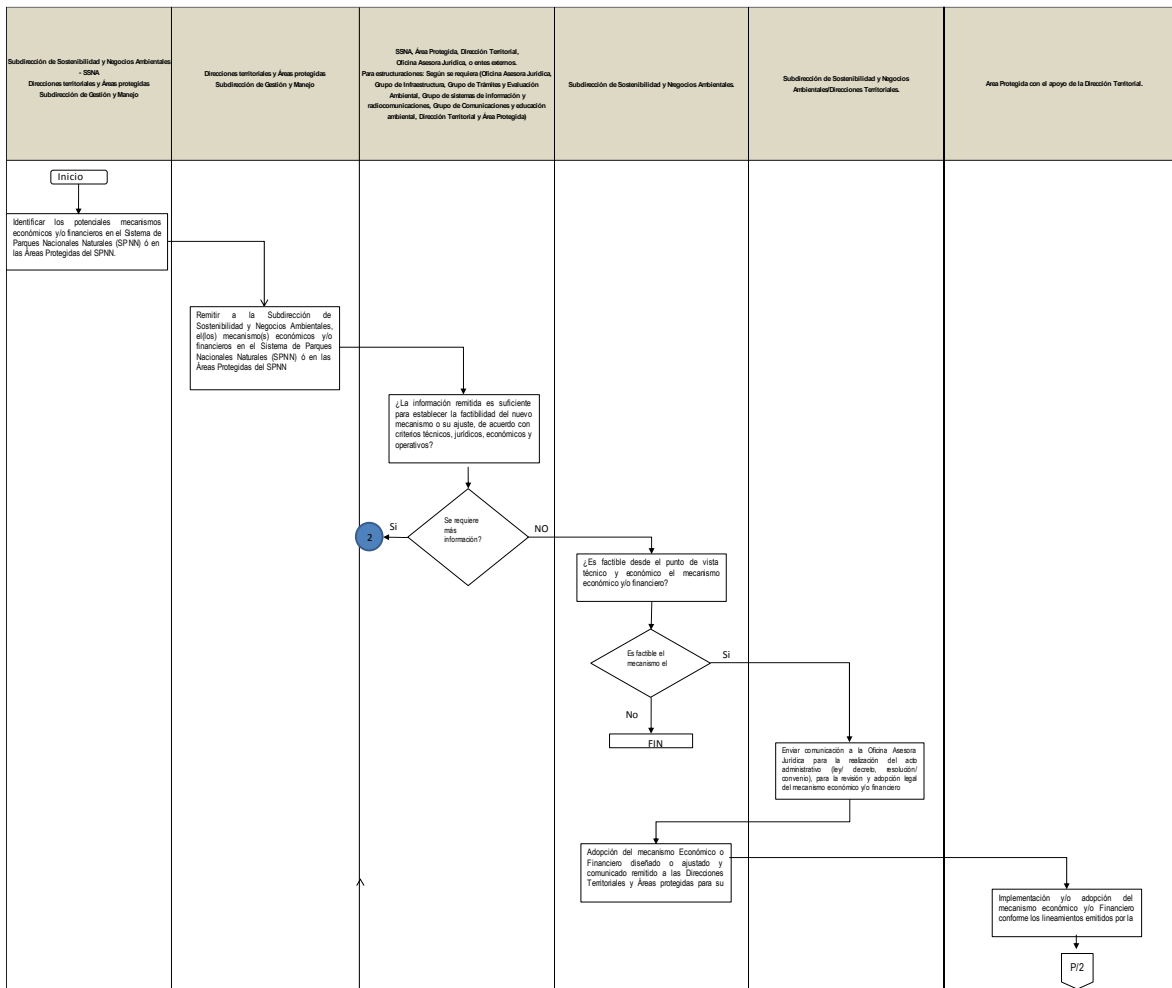 Subdirección de Sostenibilidad y Negocios Ambientales
- SSNA
Direcciones territoriales y Áreas protegidas
Subdirección de Gestión y Manejo
Direcciones territoriales y Áreas protegidas
Subdirección de Gestión y Manejo
SSNA, Área Protegida, Dirección Territorial,
Oficina Asesora Jurídica, o entes externos.
Para estructuraciones: Según se requiera (Oficina Asesora Jurídica,
Grupo de Infraestructura, Grupo de Trámites y Evaluación
Ambiental, Grupo de sistemas de información y
radiocomunicaciones, Grupo de Comunicaciones y educación
ambiental, Dirección Territorial y Área Protegida)
Subdirección de Sostenibilidad y Negocios Ambientales.
Subdirección de Sostenibilidad y Negocios
Ambientales/Direcciones Territoriales.
Area Protegida con el apoyo de la Dirección Territorial.
Inicio
Identificar los potenciales mecanismos
económicos y/o financieros en el Sistema de
Parques Nacionales Naturales (SPNN) ó en
las Áreas Protegidas del SPNN.
Remitir a la Subdirección de
Sostenibilidad y Negocios Ambientales,
el(los) mecanismo(s) económicos y/o
financieros en el Sistema de Parques
Nacionales Naturales (SPNN) ó en las
Áreas Protegidas del SPNN
¿La información remitida es suficiente
para establecer la factibilidad del nuevo
mecanismo o su ajuste, de acuerdo con
criterios técnicos, jurídicos, económicos y
operativos?
Se requiere
más
información?
Si
2
NO
¿Es factible desde el punto de vista
técnico y económico el mecanismo
económico y/o financiero?
Es factible el
mecanismo el
Si
No
FIN
Enviar comunicación a la Oficina Asesora
Jurídica para la realización del acto
administrativo (ley/ decreto, resolución/
convenio), para la revisión y adopción legal
del mecanismo económico y/o financiero
Adopción del mecanismo Económico o
Financiero diseñado o ajustado y
comunicado remitido a las Direcciones
Territoriales y Áreas protegidas para su
Implementación y/o adopción del
mecanismo económico y/o Financiero
conforme los lineamientos emitidos por la
P/2